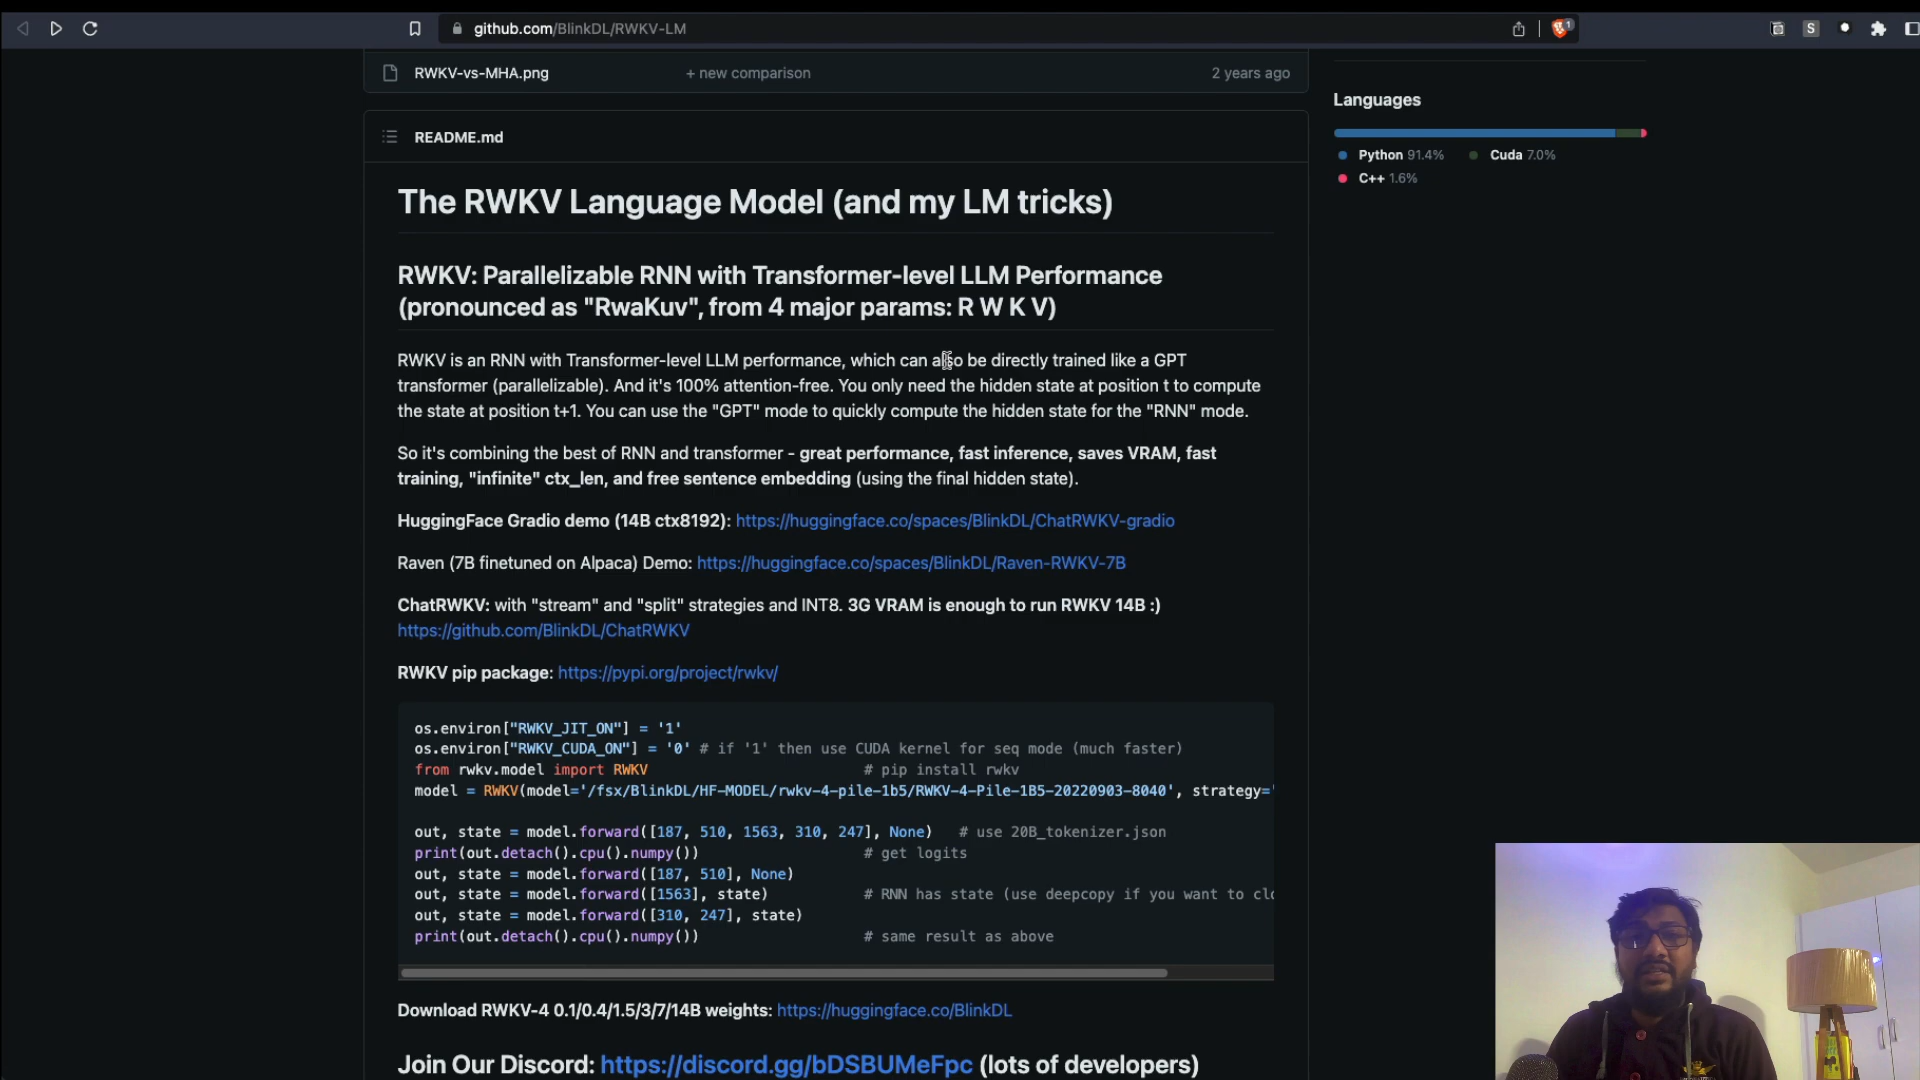 github.com/BlinkDL/RWKV-LM
1
S
RWKV-vs-MHA.png + new comparison 2 years ago
Languages
Python 91.4% Cuda 7.0%
C++ 1.6%
README.md
The RWKV Language Model (and my LM tricks)
RWKV: Parallelizable RNN with Transformer-level LLM Performance
(pronounced as "RwaKuv", from 4 major params: R W K V)
RWKV is an RNN with Transformer-level LLM performance, which can also be directly trained like a GPT
transformer (parallelizable). And it's 100% attention-free. You only need the hidden state at position t to compute
the state at position t+1. You can use the "GPT" mode to quickly compute the hidden state for the "RNN" mode.
So it's combining the best of RNN and transformer - great performance, fast inference, saves VRAM, fast
training, "infinite" ctx_len, and free sentence embedding (using the final hidden state).
HuggingFace Gradio demo (14B ctx8192): https://huggingface.co/spaces/BlinkDL/ChatRWKV-gradio
Raven (7B finetuned on Alpaca) Demo: https://huggingface.co/spaces/BlinkDL/Raven-RWKV-7B
ChatRWKV: with "stream" and "split" strategies and INT8. 3G VRAM is enough to run RWKV 14B :)
https://github.com/BlinkDL/ChatRWKV
RWKV pip package: https://pypi.org/project/rwkv/
os.environ["RWKV_JIT_ON"] = '1'
os.environ["RWKV_CUDA_ON"] = '0' # if '1' then use CUDA kernel for seq mode (much faster)
from rwkv.model import RWKV # pip install rwkv
model = RWKV(model='/fsx/BlinkDL/HF-MODEL/rwkv-4-pile-1b5/RWKV-4-Pile-1B5-20220903-8040', strategy='
out, state = model.forward([187, 510, 1563, 310, 247], None) # use 20B_tokenizer.json
print(out.detach().cpu().numpy()) # get logits
out, state = model.forward([187, 510], None)
out, state = model.forward([1563], state) # RNN has state (use deepcopy if you want to clo
out, state = model.forward([310, 247], state)
print(out.detach().cpu().numpy()) # same result as above
Download RWKV-4 0.1/0.4/1.5/3/7/14B weights: https://huggingface.co/BlinkDL
Join Our Discord: https://discord.gg/bDSBUMeFpc (lots of developers)